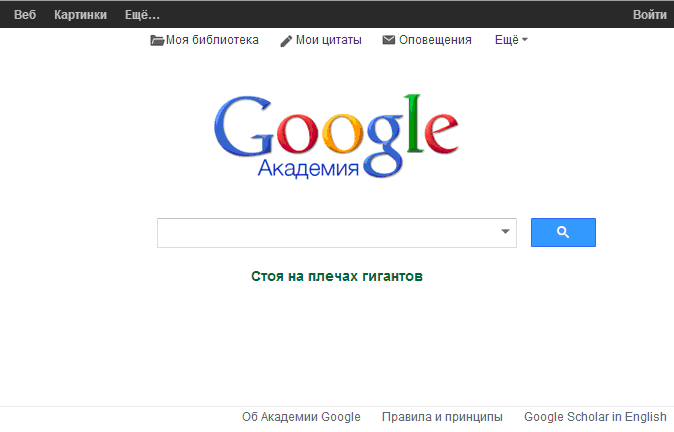 Веб Картинки Ещё... Войти
Моя библиотека Мои цитаты Оповещения Ещё
Google
Академия
Стоя на плечах гигантов
Об Академии Google Правила и принципы Google Scholar in English